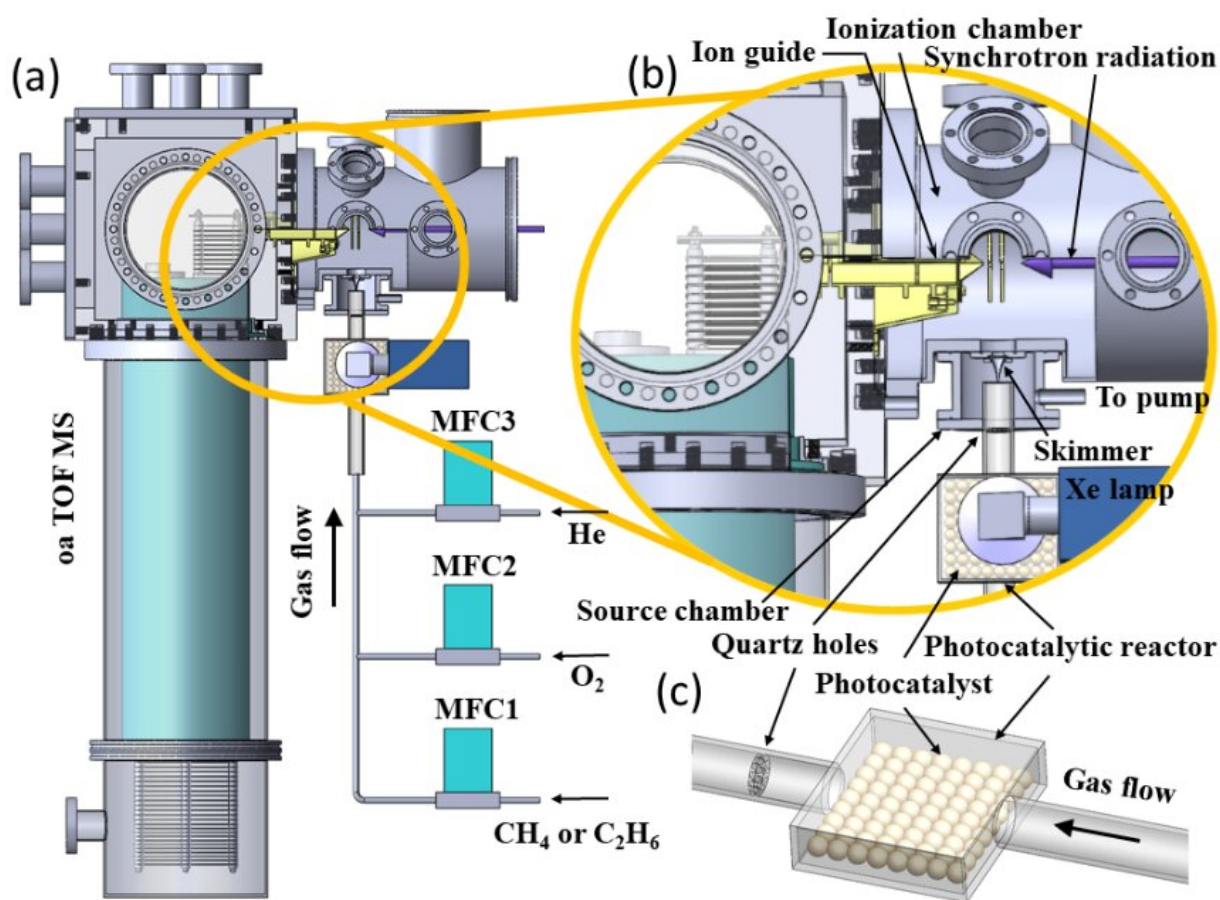 (a)
oa TOF MS
MFC3
He
MFC2
O₂
MFC1
CH₄ or C₂H₆
Gas flow
(b)
Ionization chamber
Ion guide
Synchrotron radiation
To pump
Skimmer
Xe lamp
Source chamber
Quartz holes
Photocatalytic reactor
Photocatalyst
(c)
Gas flow